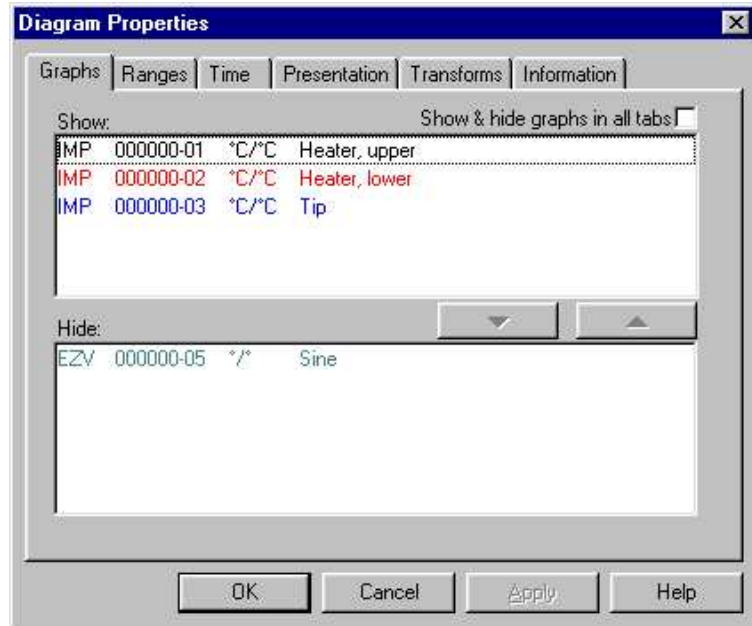 Diagram Properties
Graphs Ranges Time Presentation Transforms Information
Show: Show & hide graphs in all tabs
IMP 000000-01 °C/°C Heater, upper
IMP 000000-02 °C/°C Heater, lower
IMP 000000-03 °C/°C Tip
Hide:
EZV 000000-05 °/° Sine
OK Cancel Apply Help